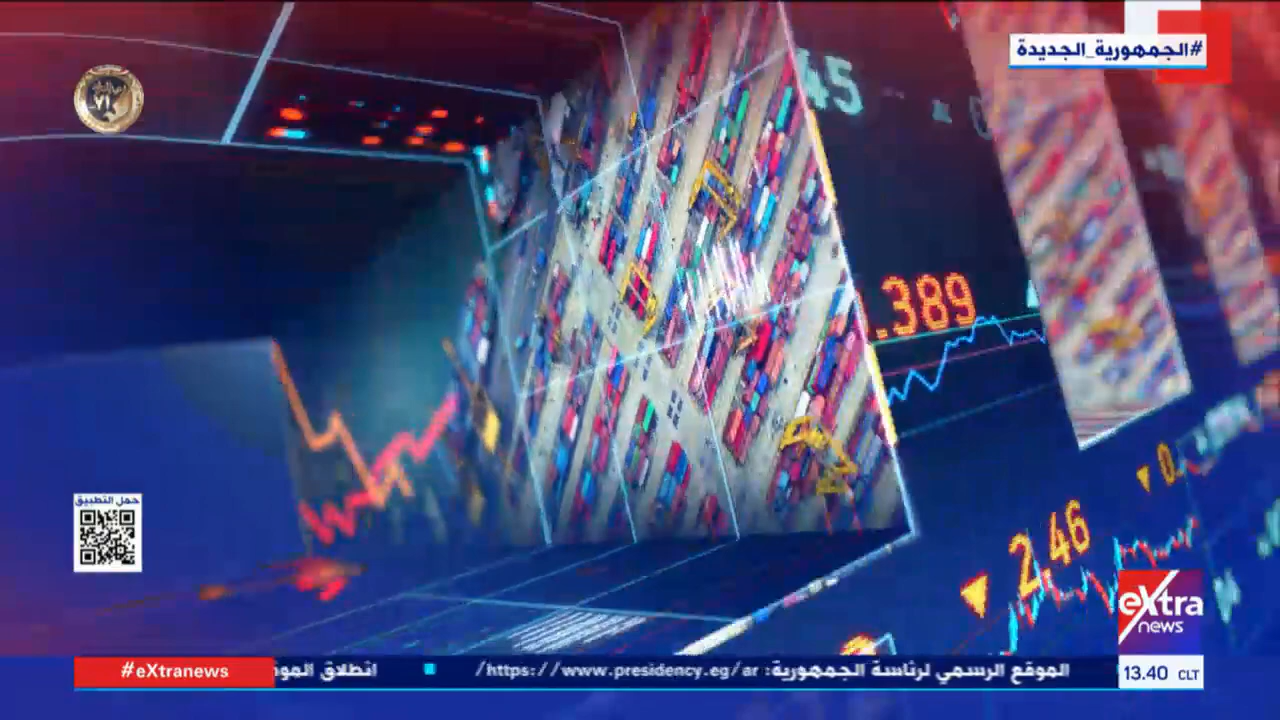 #الجمهورية_الجديدة
45
.389
حمل التطبيق
0.
2.46
eXtra
news
#eXtranews
الموقع الرسمي لرئاسة الجمهورية: https://www.presidency.eg/ar/
انطلاق
13.40 CLT